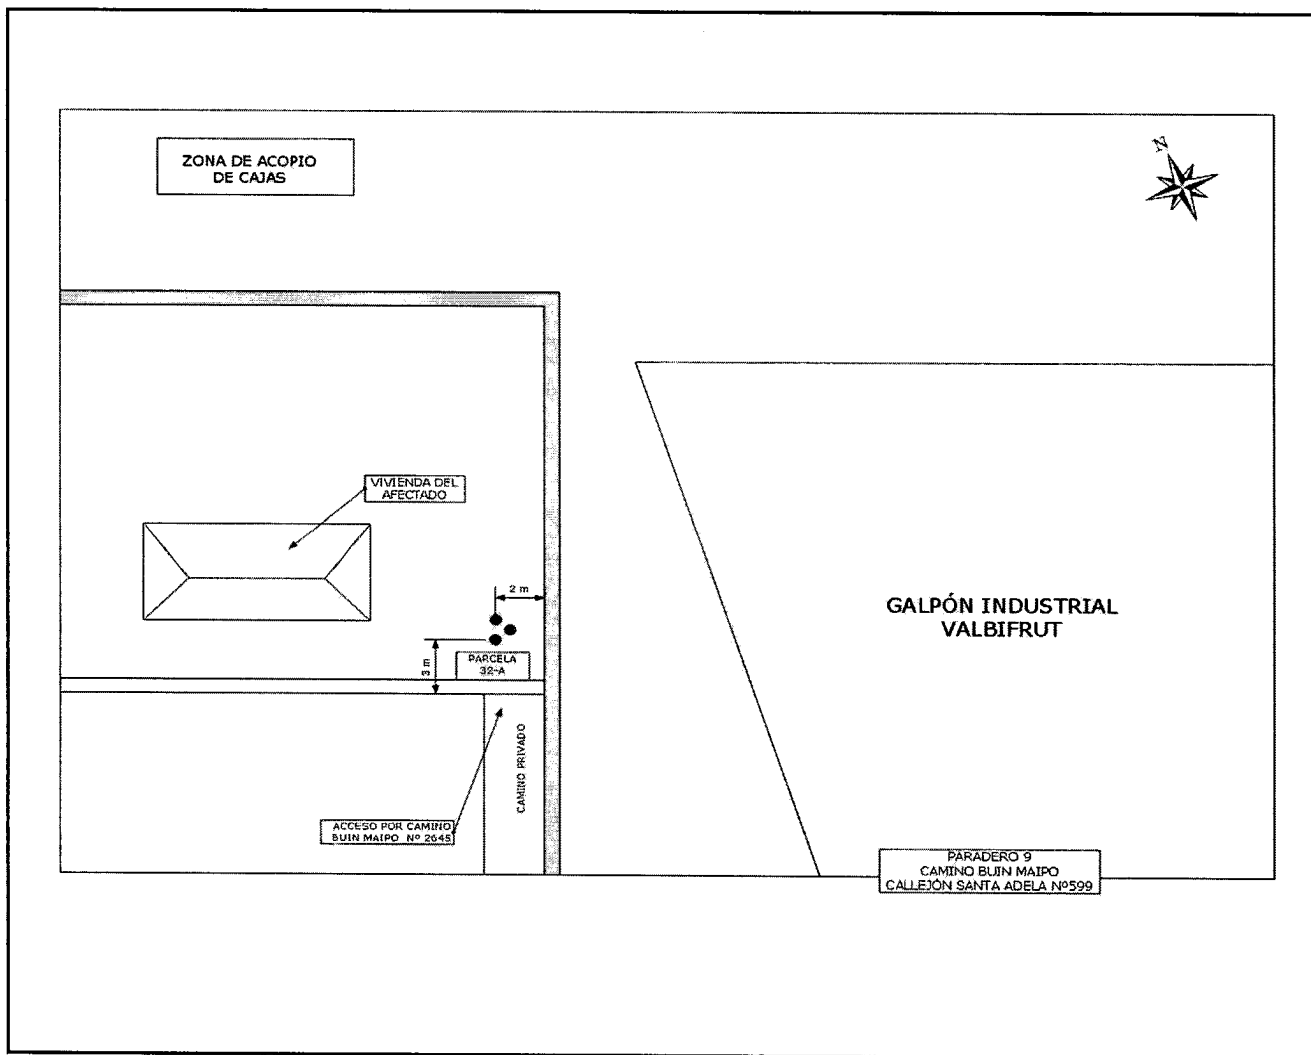 ZONA DE ACOPIO
DE CAJAS
N
VIVIENDA DEL
AFECTADO
2 m
3 m
PARCELA
32-A
GALPÓN INDUSTRIAL
VALBIFRUT
CAMINO PRIVADO
ACCESO POR CAMINO
BUIN MAIPO Nº 2645
PARADERO 9
CAMINO BUIN MAIPO
CALLEJÓN SANTA ADELA Nº599